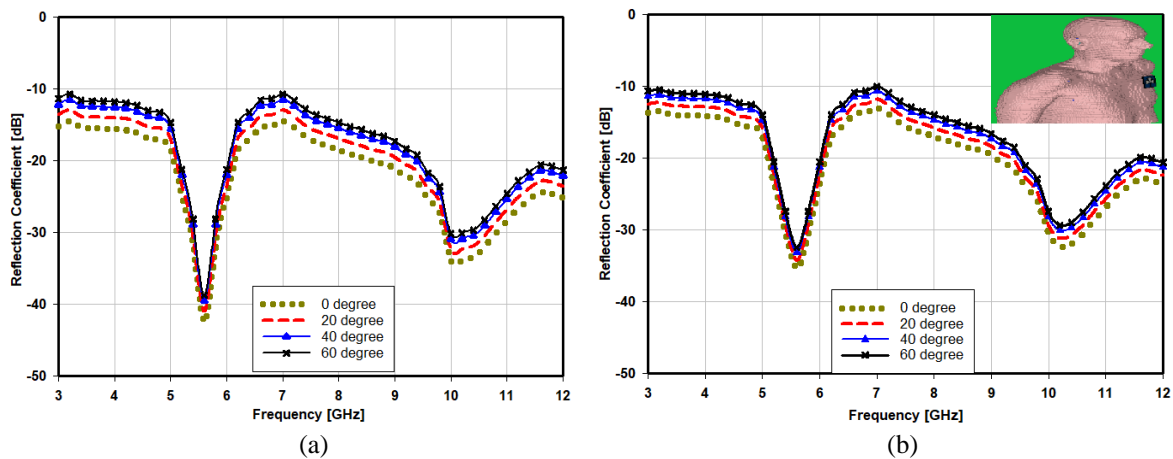 0
-10
-20
-30
-40
-50
Reflection Coefficient [dB]
0 degree
20 degree
40 degree
60 degree
3 4 5 6 7 8 9 10 11 12
Frequency [GHz]
(a)
0
-10
-20
-30
-40
-50
Reflection Coefficient [dB]
0 degree
20 degree
40 degree
60 degree
3 4 5 6 7 8 9 10 11 12
Frequency [GHz]
(b)